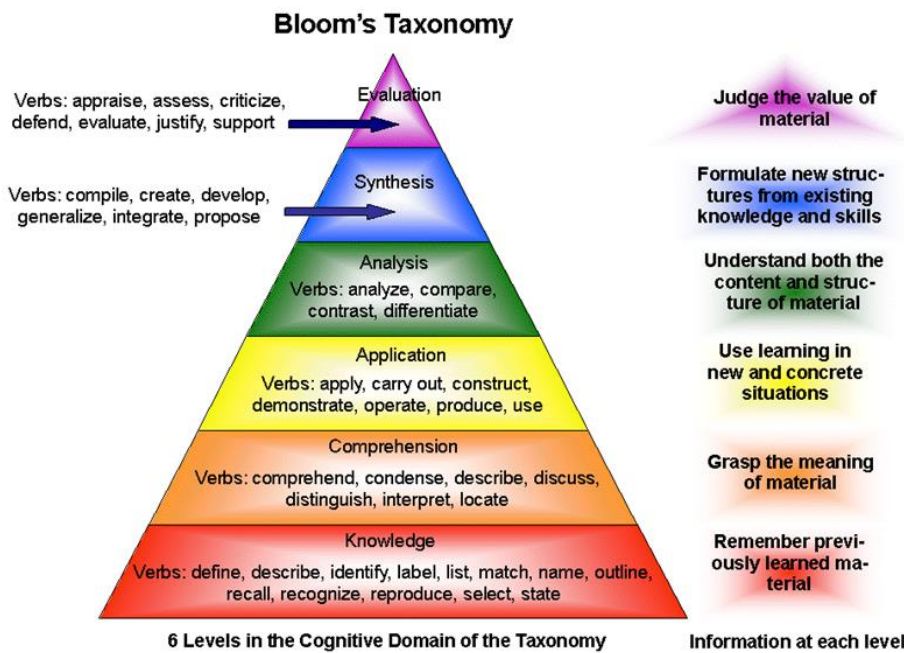 Bloom's Taxonomy
Evaluation
Verbs: appraise, assess, criticize,
defend, evaluate, justify, support
Judge the value of
material
Synthesis
Verbs: compile, create, develop,
generalize, integrate, propose
Formulate new struc-
tures from existing
knowledge and skills
Analysis
Verbs: analyze, compare,
contrast, differentiate
Understand both the
content and struc-
ture of material
Application
Verbs: apply, carry out, construct,
demonstrate, operate, produce, use
Use learning in
new and concrete
situations
Comprehension
Verbs: comprehend, condense, describe, discuss,
distinguish, interpret, locate
Grasp the meaning
of material
Knowledge
Verbs: define, describe, identify, label, list, match, name, outline,
recall, recognize, reproduce, select, state
Remember previ-
ously learned ma-
terial
6 Levels in the Cognitive Domain of the Taxonomy
Information at each level